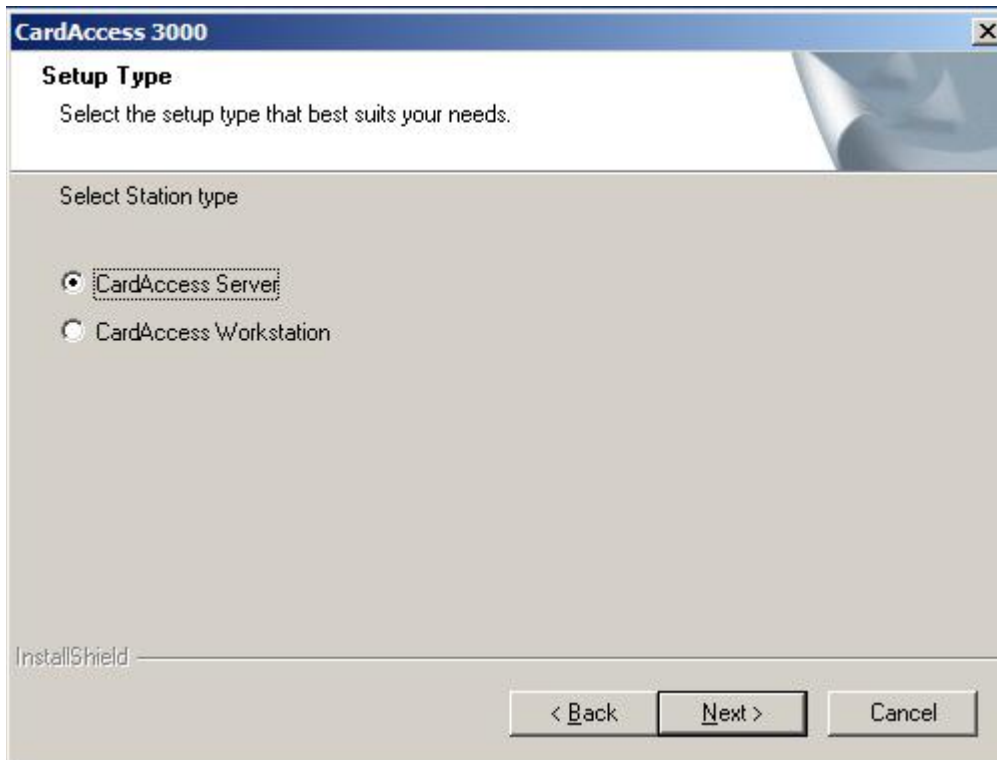 CardAccess 3000
Setup Type
Select the setup type that best suits your needs.
Select Station type
CardAccess Server
CardAccess Workstation
InstallShield
< Back Next > Cancel